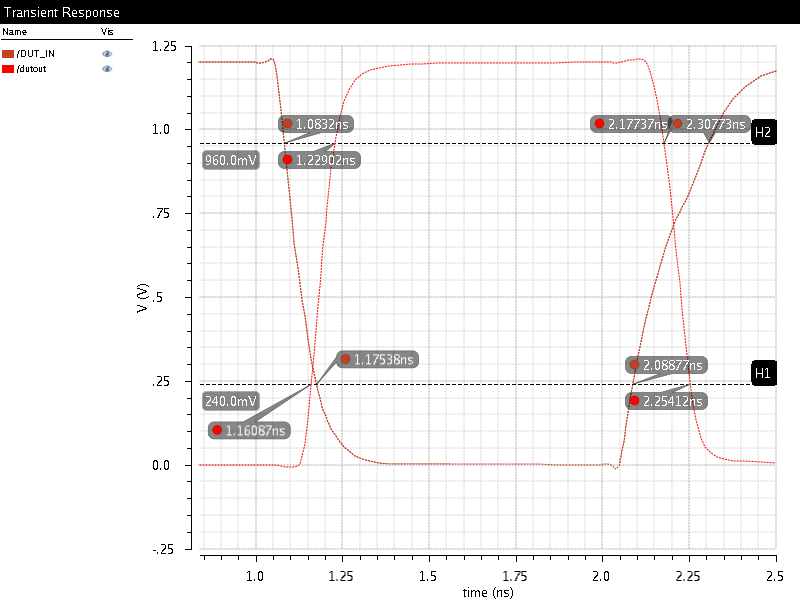 Transient Response
Name Vis
/DUT_IN
/dutout
1.25
1.0
.75
.5
.25
0.0
-.25
V (V)
1.0832ns
2.17737ns
2.30773ns
H2
960.0mV
1.22902ns
1.17538ns
2.08877ns
H1
240.0mV
2.25412ns
1.16087ns
1.0 1.25 1.5 1.75 2.0 2.25 2.5
time (ns)